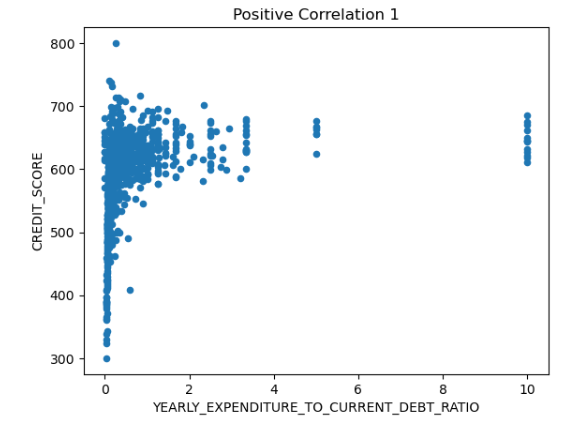 Positive Correlation 1
800
700
600
500
400
300
CREDIT_SCORE
0 2 4 6 8 10
YEARLY_EXPENDITURE_TO_CURRENT_DEBT_RATIO